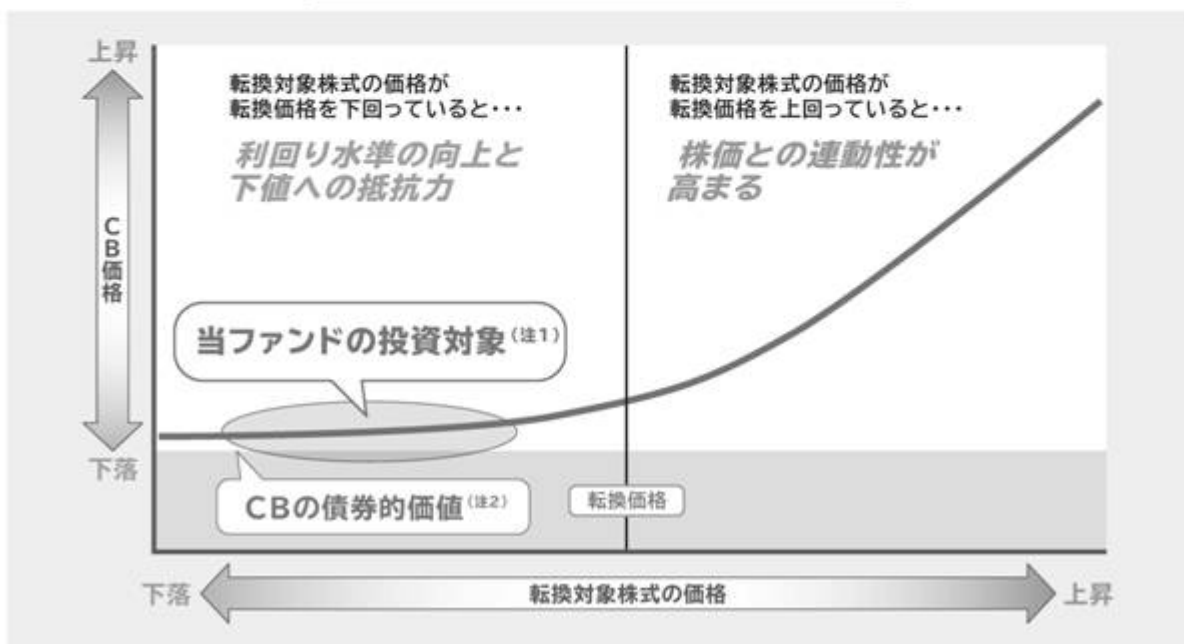 上昇
転換対象株式の価格が
転換価格を下回っていると・・・
利回り水準の向上と
下値への抵抗力
転換対象株式の価格が
転換価格を上回っていると・・・
株価との連動性が
高まる
CB価格
当ファンドの投資対象(注1)
下落
CBの債券的価値(注2)
転換価格
下落
転換対象株式の価格
上昇